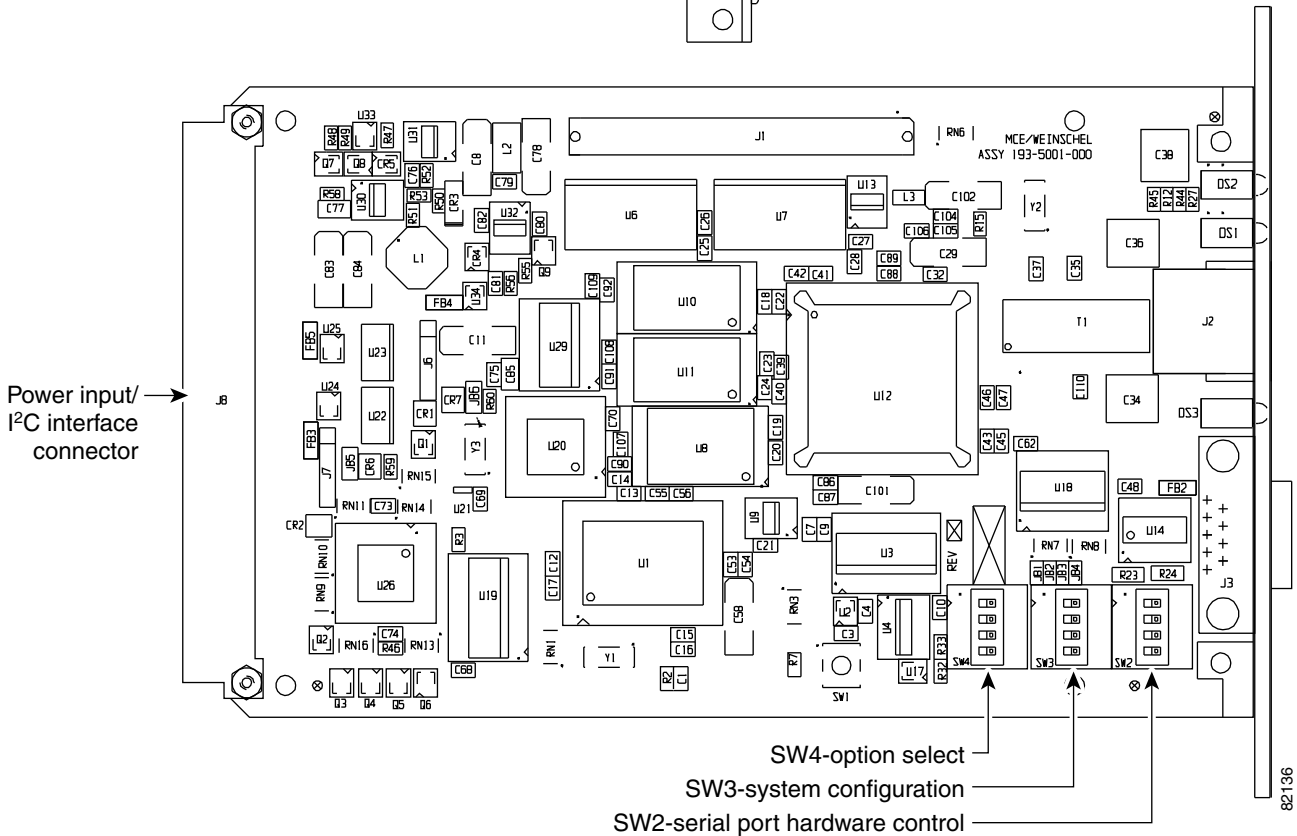 J1
RN6
MCE/WEINSCHEL
ASSY 193-5001-000
U33
R48
R49
R47
U31
C8
L2
C78
C38
DS2
Q7
Q8
CR5
C76
R52
C79
R58
C77
U30
R53
R51
R50
CR3
C82
U32
C80
U6
C26
C25
U7
U13
L3
C102
C104
C106
C105
R15
Y2
R45
R12
R44
R27
DS1
C83
C84
L1
CR4
Q9
C27
C28
C89
C88
C29
C32
C37
C35
C36
FB4
C81
R56
R55
U34
C109
C92
U10
C18
C22
C42
C41
T1
J2
FB5
U25
U23
J6
C11
U29
C108
C91
U11
C23
C39
C24
C40
U12
C46
C47
C110
C34
DS3
Power input/
I²C interface
connector
J8
U24
U22
CR7
J86
R60
C75
C85
CR1
FB3
J7
J85
CR6
R59
Q1
Y3
U20
C70
C107
C90
C14
U8
C19
C20
C43
C45
C62
RN15
C13
C55
C56
C86
C87
C101
U18
C48
FB2
RN11
C73
RN14
U21
C69
CR2
U9
C21
C7
C9
U3
REV
RN7
RN8
U14
RN10
RN9
U26
R3
U19
C12
C17
U1
C53
C54
C58
JB1
JB2
JB3
JB4
R23
R24
J3
Q2
RN16
C74
R46
RN13
RN1
Y1
C15
C16
RN3
U2
C4
C3
U4
C10
R33
R32
SW4
SW3
SW2
Q3
Q4
Q5
Q6
C68
R2
C1
R7
SW1
U17
SW4-option select
SW3-system configuration
SW2-serial port hardware control
82136